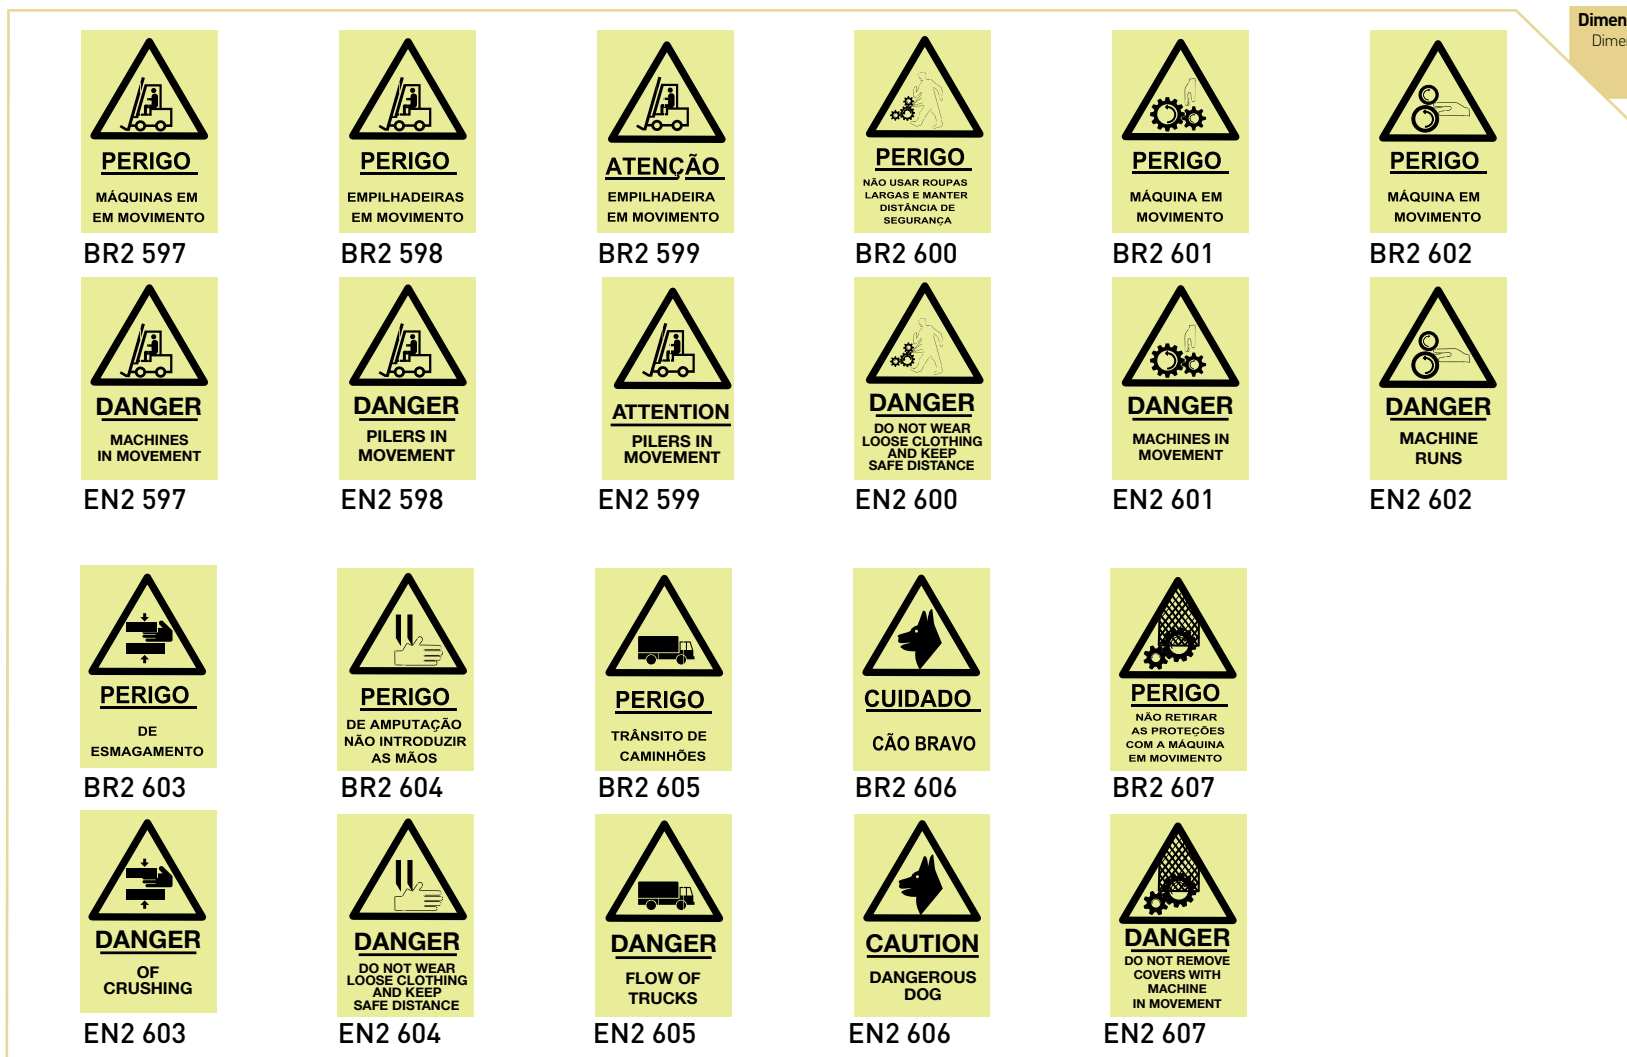 Dimen
Dimen
PERIGO
MÁQUINAS EM
EM MOVIMENTO
BR2 597
PERIGO
EMPILHADEIRAS
EM MOVIMENTO
BR2 598
ATENÇÃO
EMPILHADEIRA
EM MOVIMENTO
BR2 599
PERIGO
NÃO USAR ROUPAS
LARGAS E MANTER
DISTÂNCIA DE
SEGURANÇA
BR2 600
PERIGO
MÁQUINA EM
MOVIMENTO
BR2 601
PERIGO
MÁQUINA EM
MOVIMENTO
BR2 602
DANGER
MACHINES
IN MOVEMENT
EN2 597
DANGER
PILERS IN
MOVEMENT
EN2 598
ATTENTION
PILERS IN
MOVEMENT
EN2 599
DANGER
DO NOT WEAR
LOOSE CLOTHING
AND KEEP
SAFE DISTANCE
EN2 600
DANGER
MACHINES IN
MOVEMENT
EN2 601
DANGER
MACHINE
RUNS
EN2 602
PERIGO
DE
ESMAGAMENTO
BR2 603
PERIGO
DE AMPUTAÇÃO
NÃO INTRODUZIR
AS MÃOS
BR2 604
PERIGO
TRÂNSITO DE
CAMINHÕES
BR2 605
CUIDADO
CÃO BRAVO
BR2 606
PERIGO
NÃO RETIRAR
AS PROTEÇÕES
COM A MÁQUINA
EM MOVIMENTO
BR2 607
DANGER
OF
CRUSHING
EN2 603
DANGER
DO NOT WEAR
LOOSE CLOTHING
AND KEEP
SAFE DISTANCE
EN2 604
DANGER
FLOW OF
TRUCKS
EN2 605
CAUTION
DANGEROUS
DOG
EN2 606
DANGER
DO NOT REMOVE
COVERS WITH
MACHINE
IN MOVEMENT
EN2 607